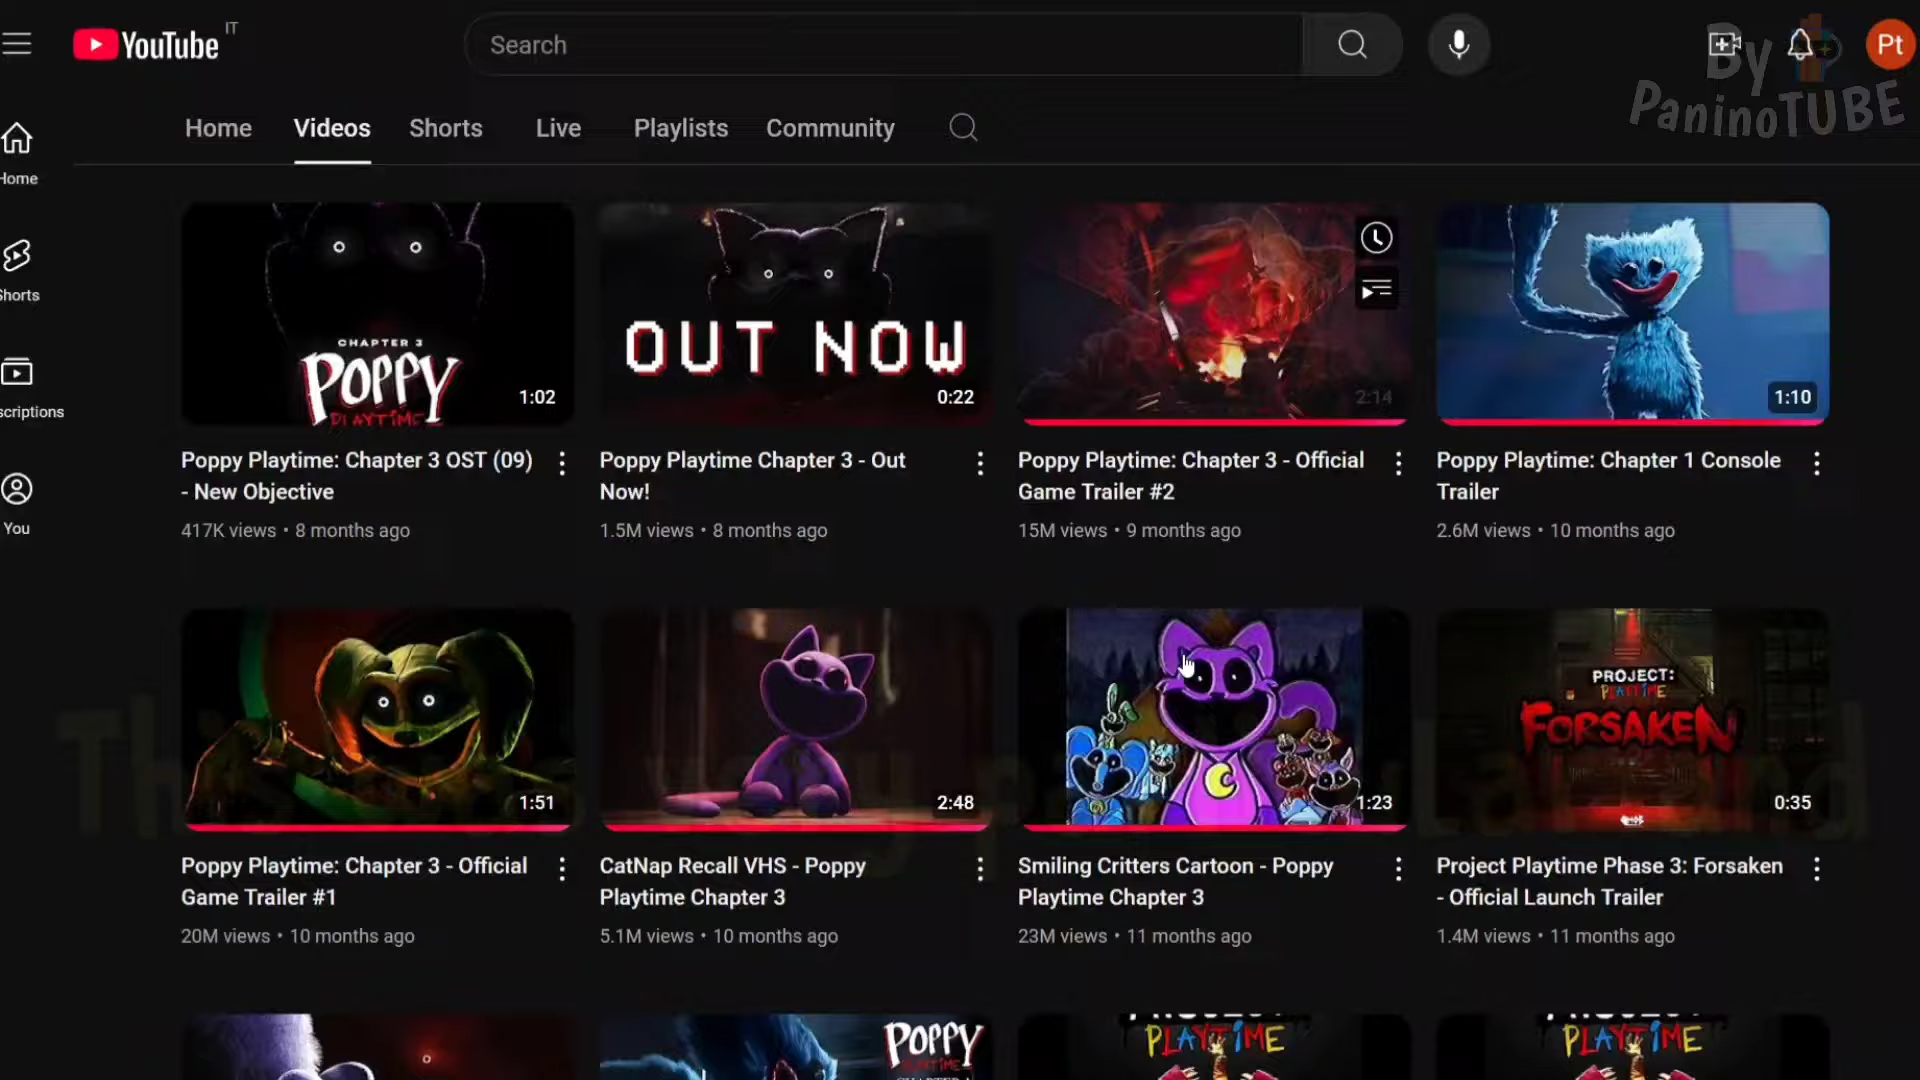 YouTube IT
Search
Pt
By
PaninoTUBE
Home Videos Shorts Live Playlists Community
Home
Shorts
scriptions
You
CHAPTER 3
POPPY
PLAYTIME
1:02
OUT NOW
0:22
2:14
1:10
Poppy Playtime: Chapter 3 OST (09)
- New Objective
417K views • 8 months ago
Poppy Playtime Chapter 3 - Out
Now!
1.5M views • 8 months ago
Poppy Playtime: Chapter 3 - Official
Game Trailer #2
15M views • 9 months ago
Poppy Playtime: Chapter 1 Console
Trailer
2.6M views • 10 months ago
1:51
2:48
1:23
PROJECT:
PLAYTIME
FORSAKEN
0:35
Poppy Playtime: Chapter 3 - Official
Game Trailer #1
20M views • 10 months ago
CatNap Recall VHS - Poppy
Playtime Chapter 3
5.1M views • 10 months ago
Smiling Critters Cartoon - Poppy
Playtime Chapter 3
23M views • 11 months ago
Project Playtime Phase 3: Forsaken
- Official Launch Trailer
1.4M views • 11 months ago
POPPY
PLAYTIME
PLAYTIME
PLAYTIME